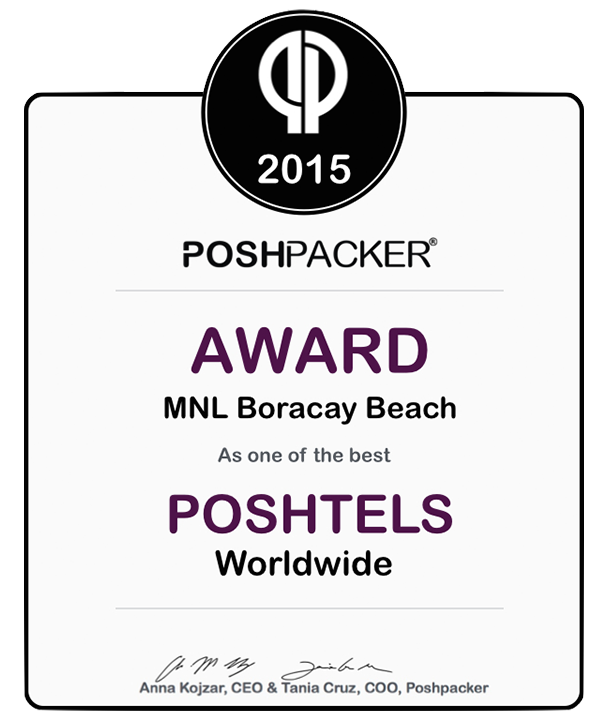 2015
POSHPACKER®
AWARD
MNL Boracay Beach
As one of the best
POSHTELS
Worldwide
Anna Kojzar, CEO & Tania Cruz, COO, Poshpacker